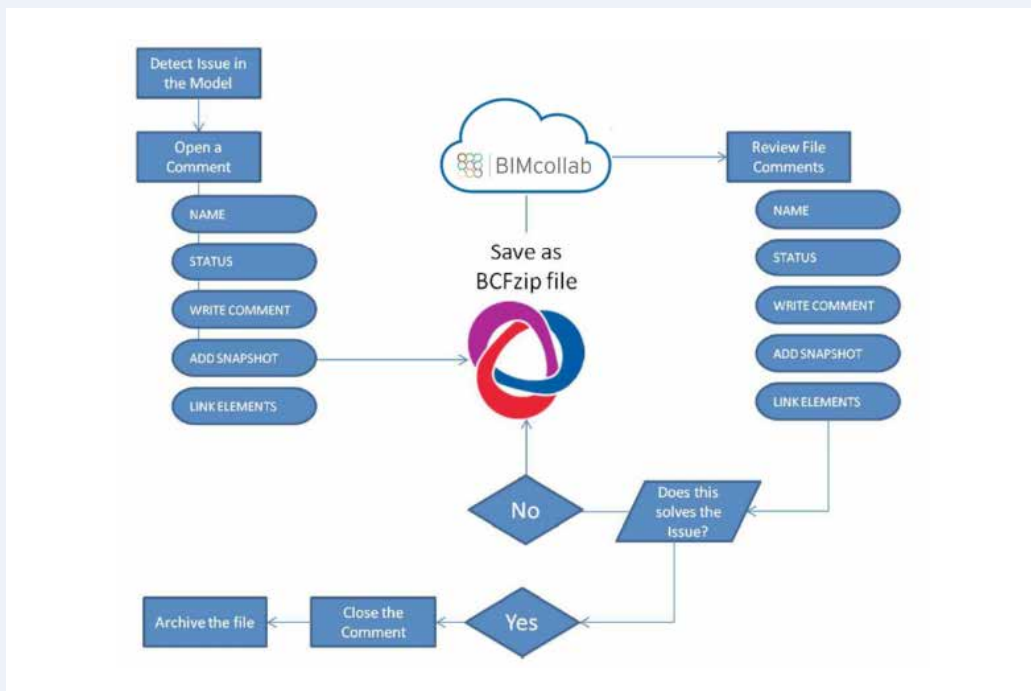 Detect Issue in
the Model
Open a
Comment
NAME
STATUS
WRITE COMMENT
ADD SNAPSHOT
LINK ELEMENTS
BIMcollab
Save as
BCFzip file
Review File
Comments
NAME
STATUS
WRITE COMMENT
ADD SNAPSHOT
LINK ELEMENTS
Does this
solves the
Issue?
No
Yes
Close the
Comment
Archive the file